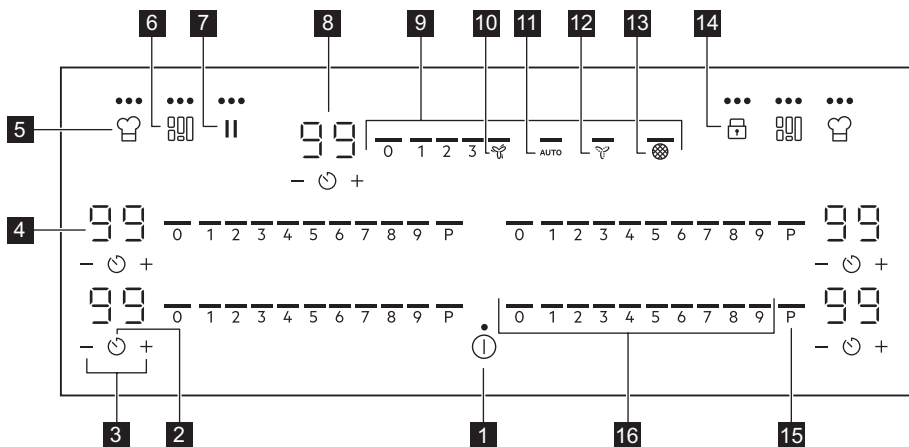 6 7 8 9 10 11 12 13 14
5
99
0 1 2 3 AUTO
− +
4 99 0 1 2 3 4 5 6 7 8 9 P 0 1 2 3 4 5 6 7 8 9 P 99
− + − +
99 0 1 2 3 4 5 6 7 8 9 P 0 1 2 3 4 5 6 7 8 9 P 99
− + − +
3 2 1 16 15